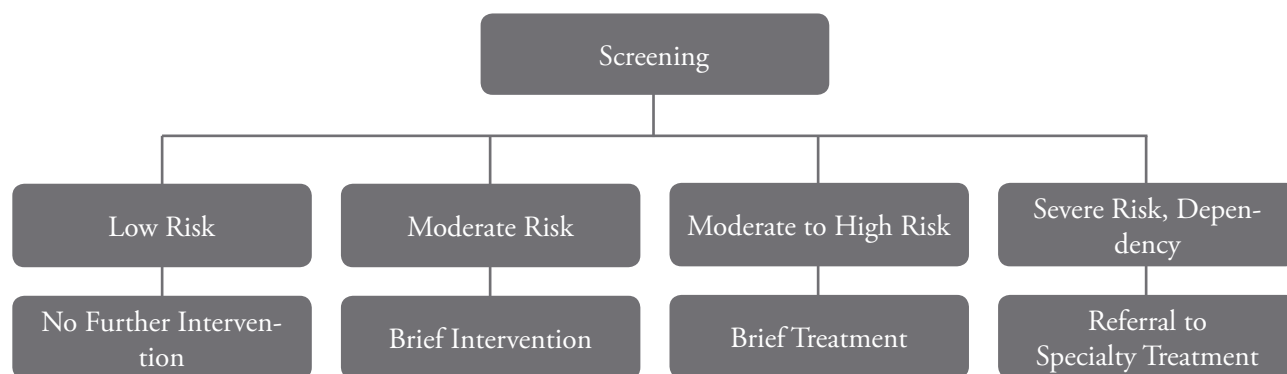 Screening
Low Risk
Moderate Risk
Moderate to High Risk
Severe Risk, Depen-
dency
No Further Interven-
tion
Brief Intervention
Brief Treatment
Referral to
Specialty Treatment